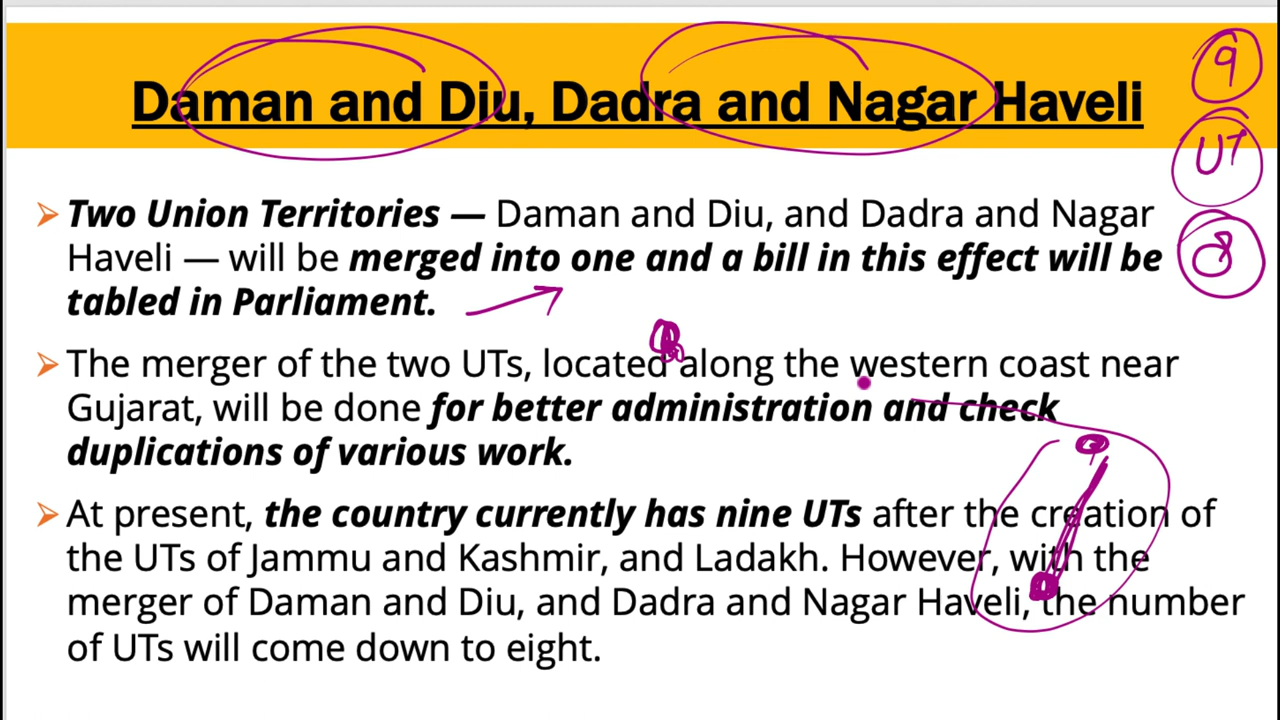 Daman and Diu, Dadra and Nagar Haveli
9
UT
8
➢ Two Union Territories — Daman and Diu, and Dadra and Nagar
Haveli — will be merged into one and a bill in this effect will be
tabled in Parliament.
➢ The merger of the two UTs, located along the western coast near
Gujarat, will be done for better administration and check
duplications of various work.
➢ At present, the country currently has nine UTs after the creation of
the UTs of Jammu and Kashmir, and Ladakh. However, with the
merger of Daman and Diu, and Dadra and Nagar Haveli, the number
of UTs will come down to eight.